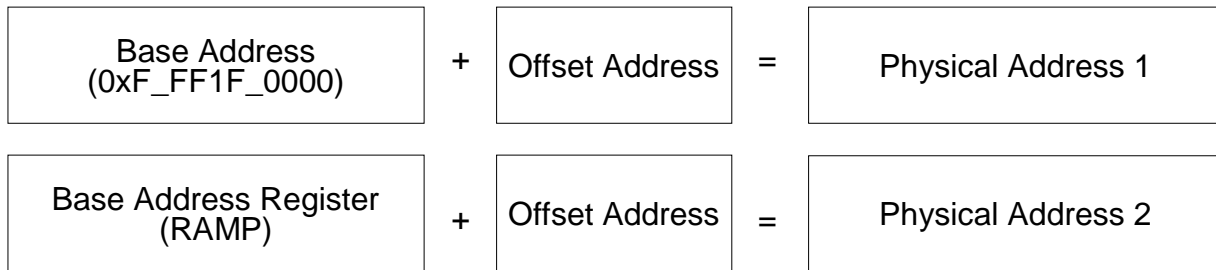 Base Address
(0xF_FF1F_0000)
+
Offset Address
=
Physical Address 1
Base Address Register
(RAMP)
+
Offset Address
=
Physical Address 2